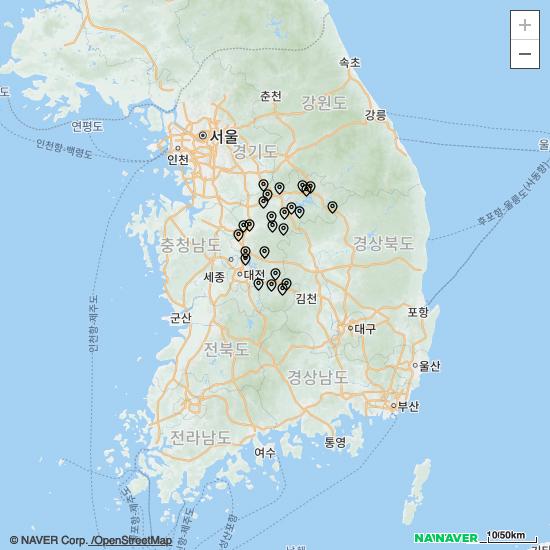 속초
춘천
강원도
강릉
도
연평도
서울
인천항-백령도
인천
경기도
울
후포항-울릉도(사동항)
충청남도
경상북도
세종
대전
김천
인천항-제주도
군산
포항
대구
전북도
경상남도
울산
부산
전라남도
통영
여수
© NAVER Corp. /OpenStreetMap
NAVER
10/50km